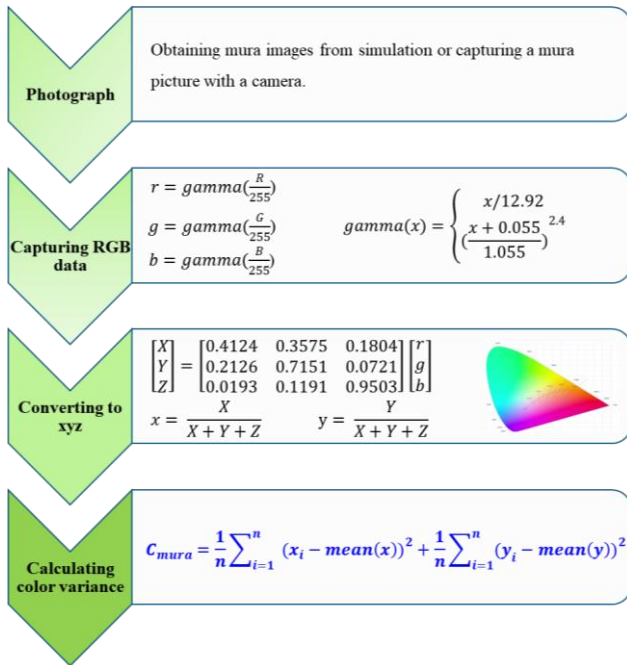 Photograph
Obtaining mura images from simulation or capturing a mura
picture with a camera.
Capturing RGB
data
r = gamma(R/255)
g = gamma(G/255)
b = gamma(B/255)
gamma(x) = { x/12.92
((x + 0.055)/1.055)^2.4
Converting to
xyz
[X] = [0.4124 0.3575 0.1804] [r]
[Y] = [0.2126 0.7151 0.0721] [g]
[Z] = [0.0193 0.1191 0.9503] [b]
x = X/(X + Y + Z) y = Y/(X + Y + Z)
Calculating
color variance
C_mura = 1/n ∑_{i=1}^{n} (x_i − mean(x))^2 + 1/n ∑_{i=1}^{n} (y_i − mean(y))^2